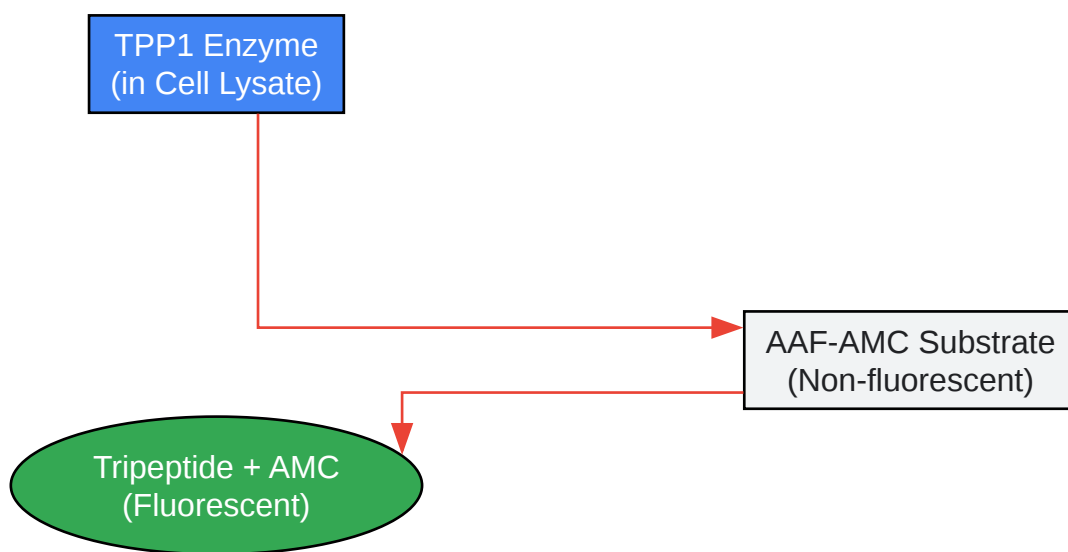 TPP1 Enzyme
(in Cell Lysate)
AAF-AMC Substrate
(Non-fluorescent)
Tripeptide + AMC
(Fluorescent)